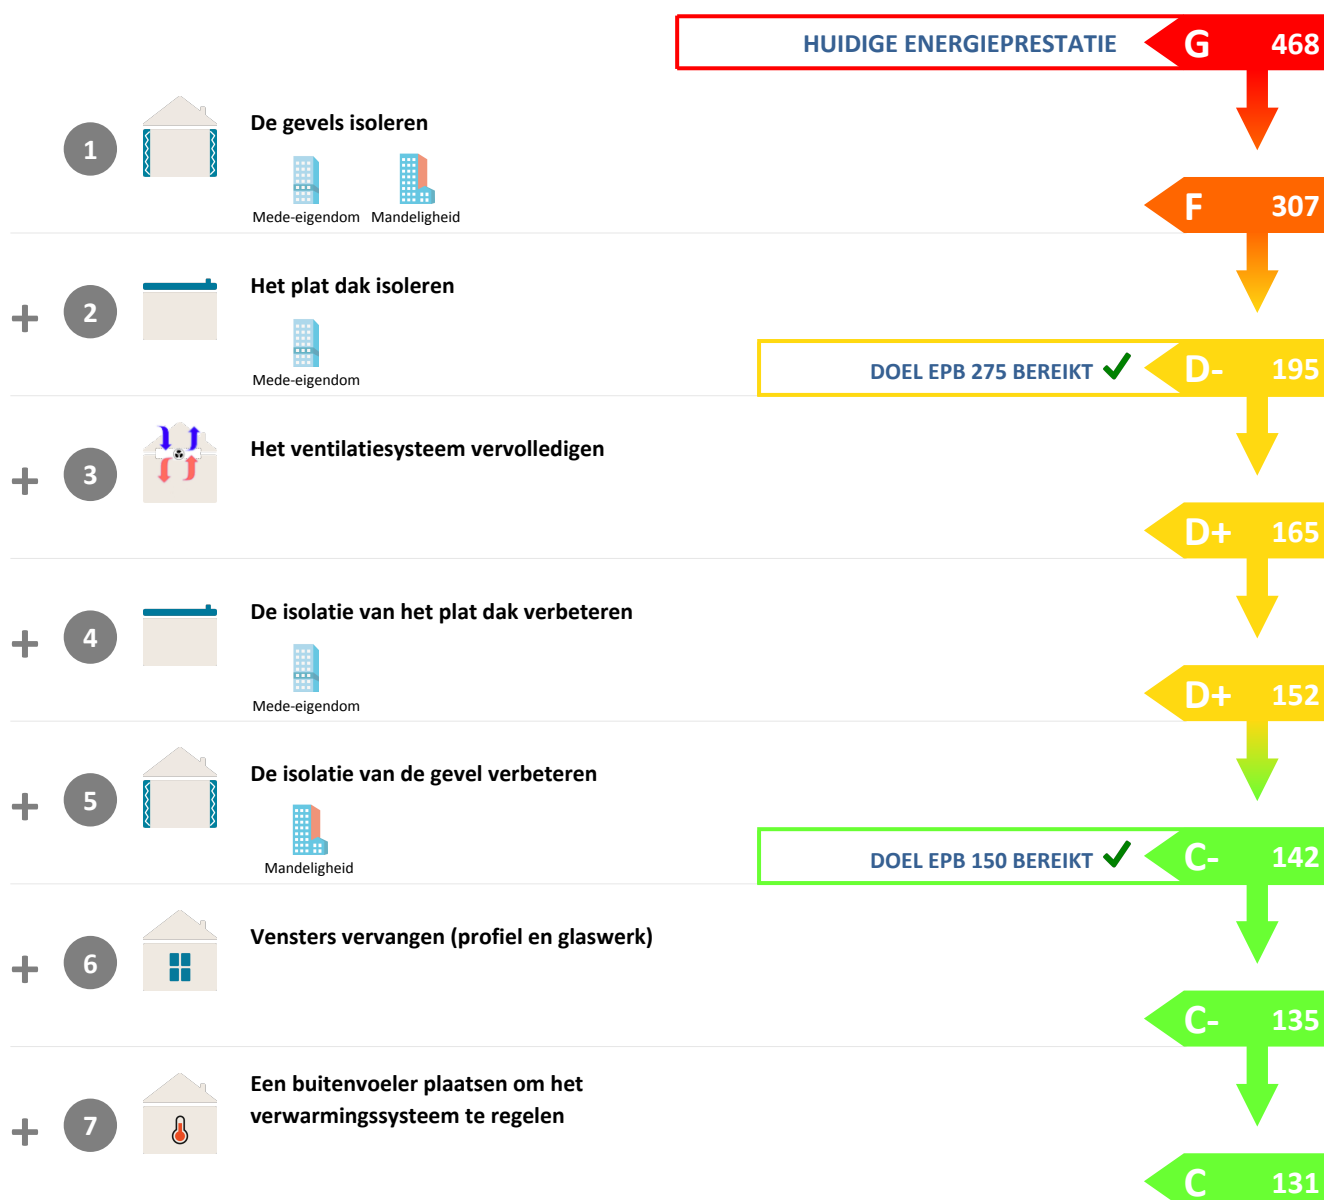 HUIDIGE ENERGIEPRESTATIE G 468
1 De gevels isoleren
Mede-eigendom Mandeligheid
F 307
+ 2 Het plat dak isoleren
Mede-eigendom
DOEL EPB 275 BEREIKT D- 195
+ 3 Het ventilatiesysteem vervolledigen
D+ 165
+ 4 De isolatie van het plat dak verbeteren
Mede-eigendom
D+ 152
+ 5 De isolatie van de gevel verbeteren
Mandeligheid
DOEL EPB 150 BEREIKT C- 142
+ 6 Vensters vervangen (profiel en glaswerk)
C- 135
+ 7 Een buitenvoeler plaatsen om het
verwarmingssysteem te regelen
C 131